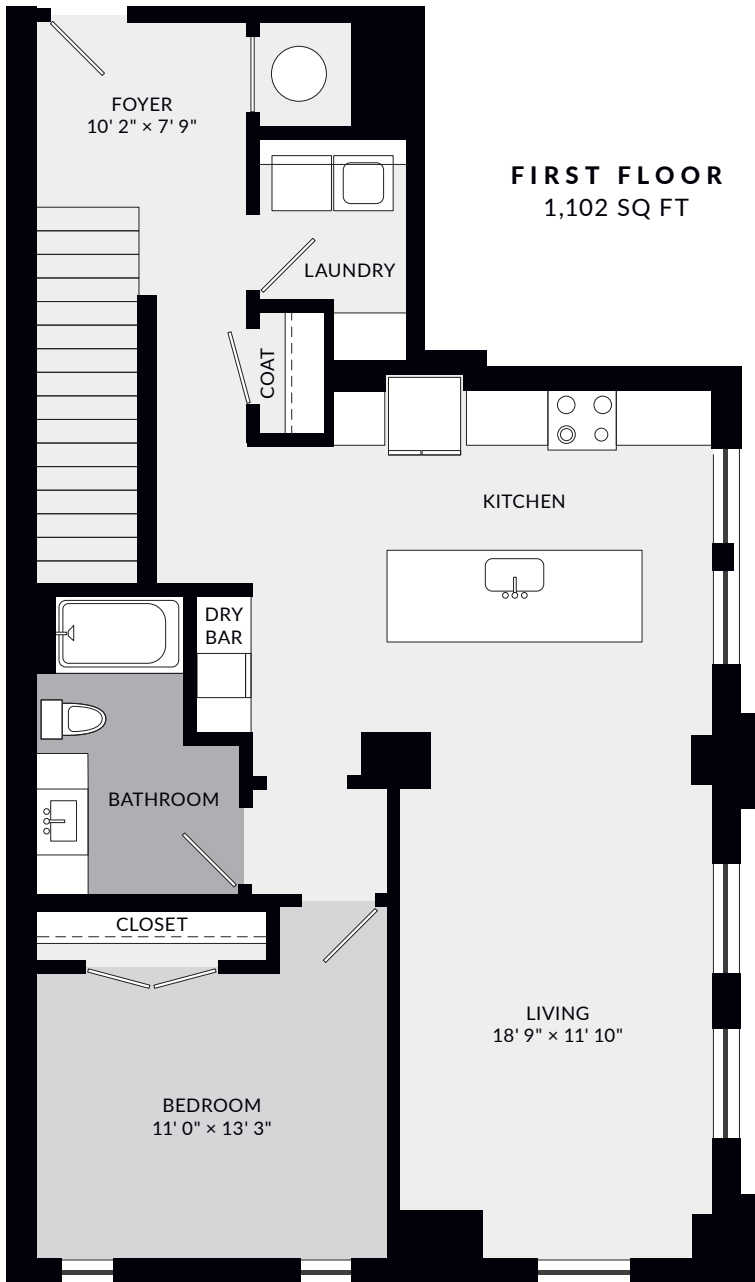 FOYER
10' 2" × 7' 9"
FIRST FLOOR
1,102 SQ FT
LAUNDRY
COAT
KITCHEN
DRY
BAR
BATHROOM
CLOSET
LIVING
18' 9" × 11' 10"
BEDROOM
11' 0" × 13' 3"